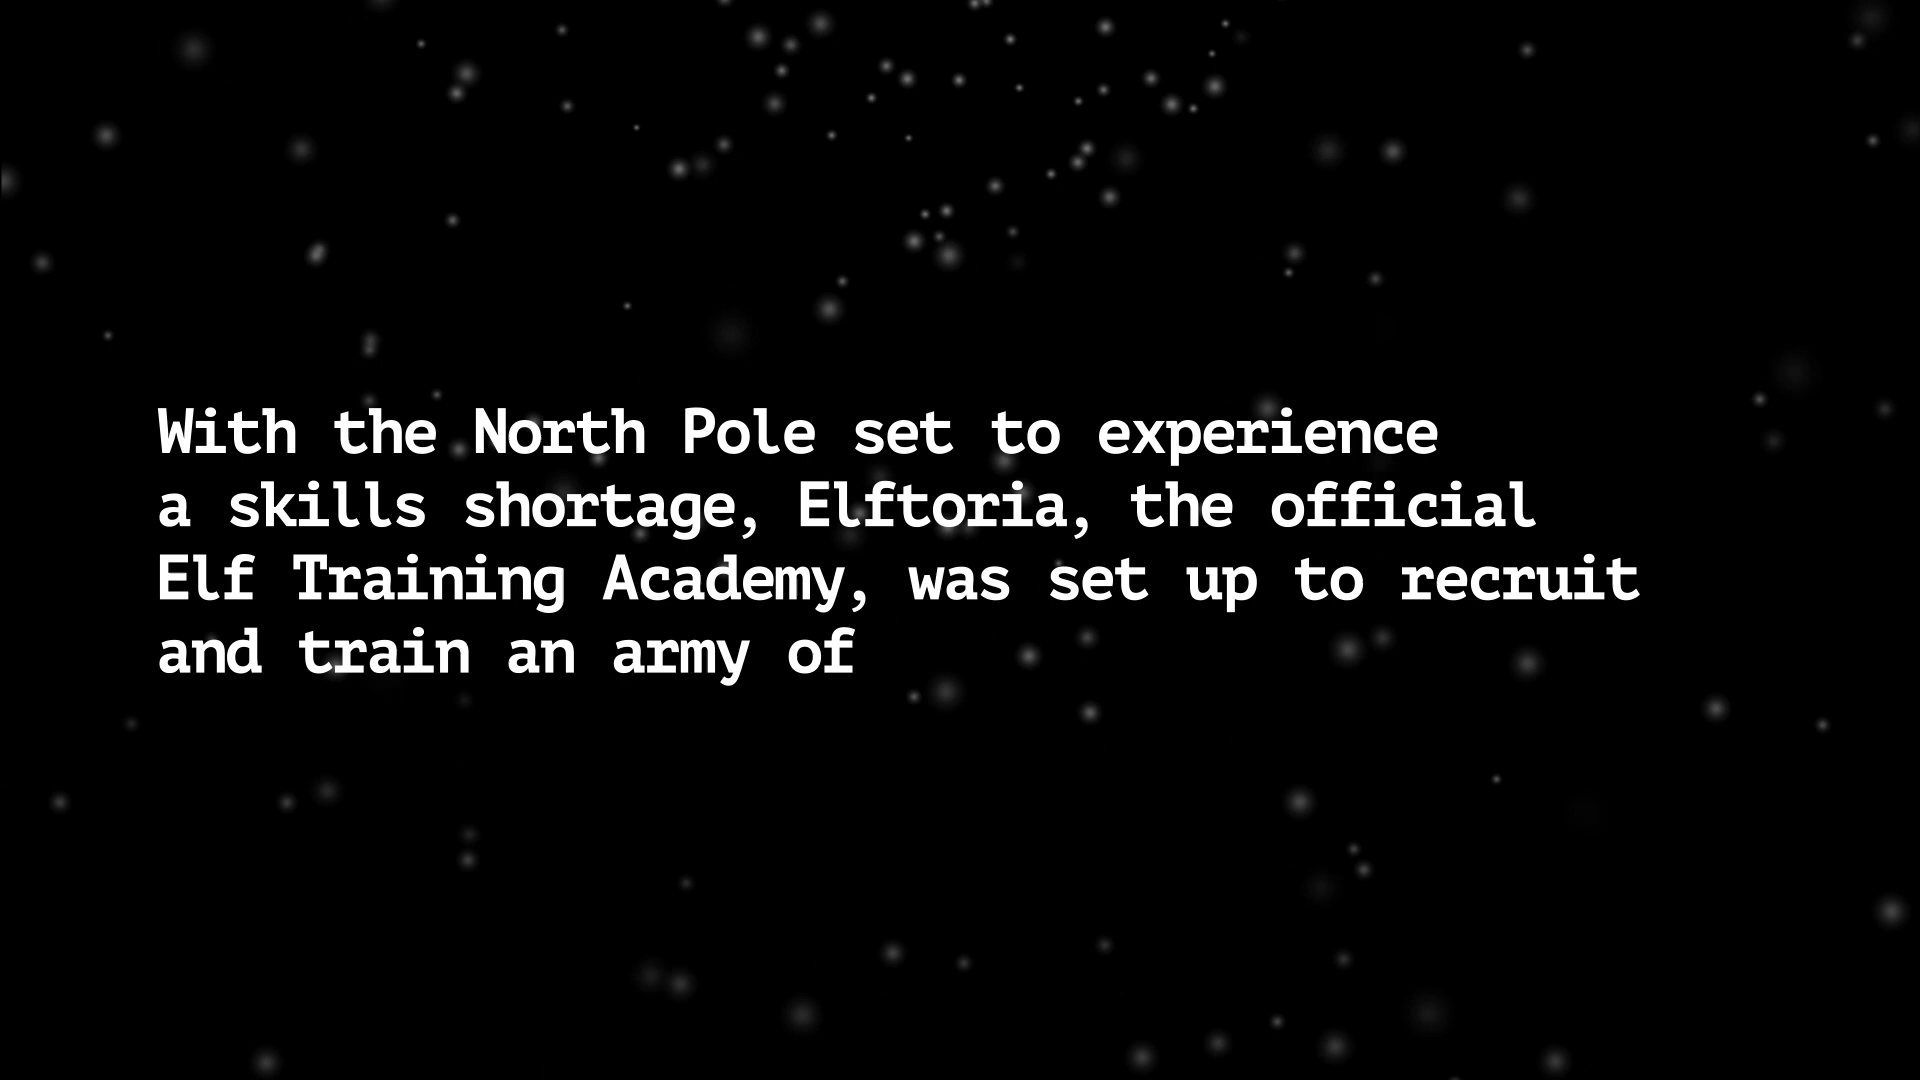 With the North Pole set to experience
a skills shortage, Elftoria, the official
Elf Training Academy, was set up to recruit
and train an army of